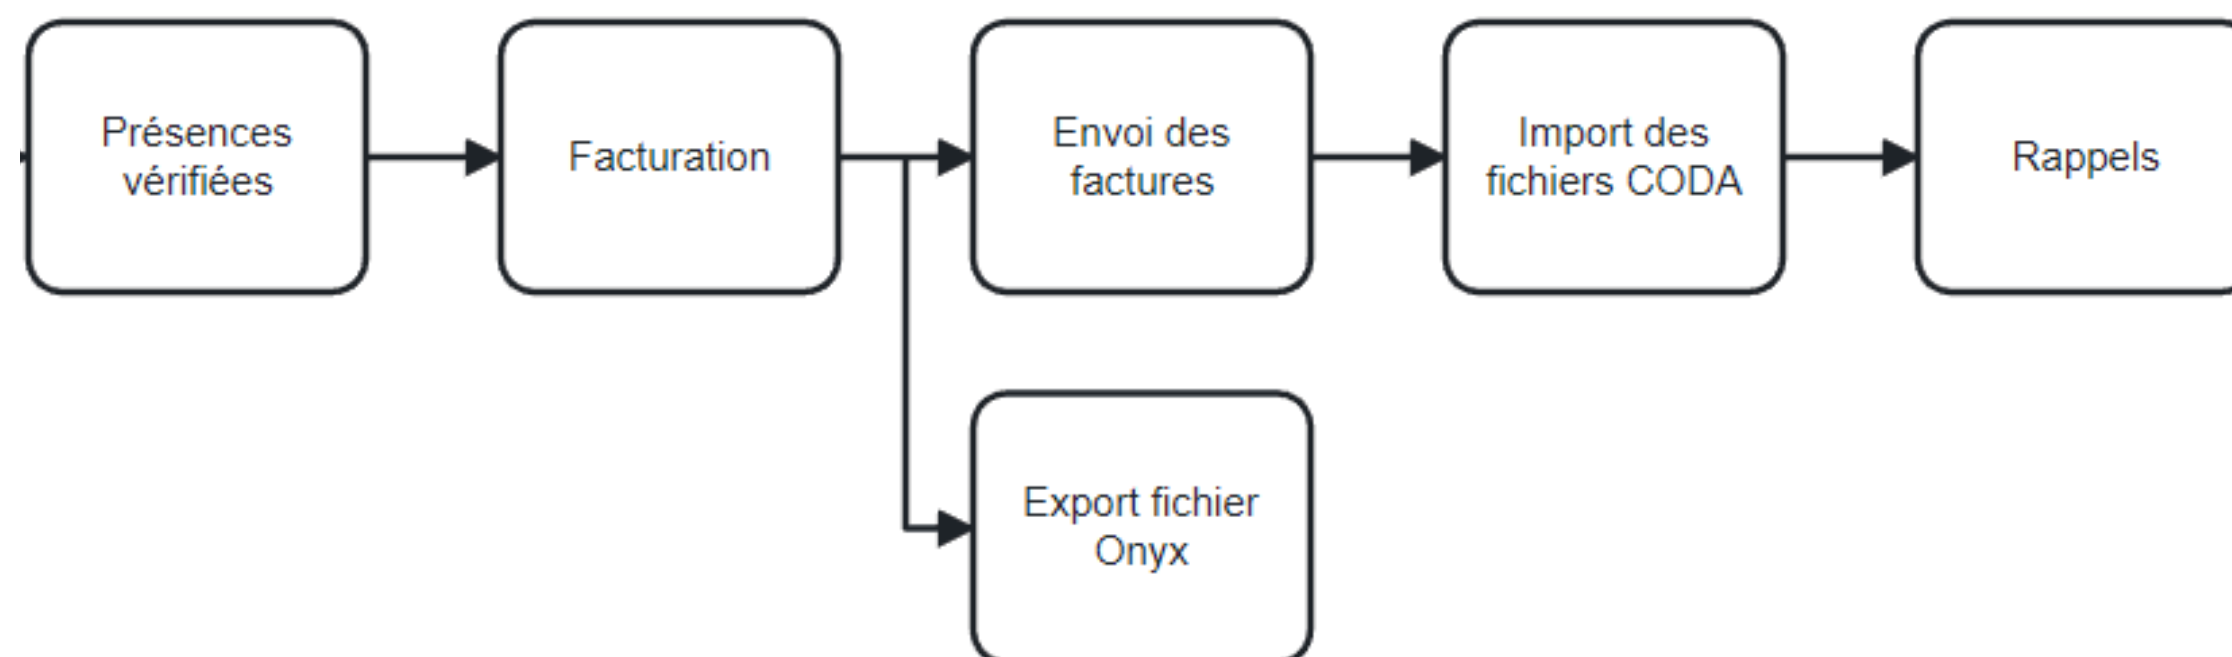 Présences
vérifiées
Facturation
Envoi des
factures
Import des
fichiers CODA
Rappels
Export fichier
Onyx